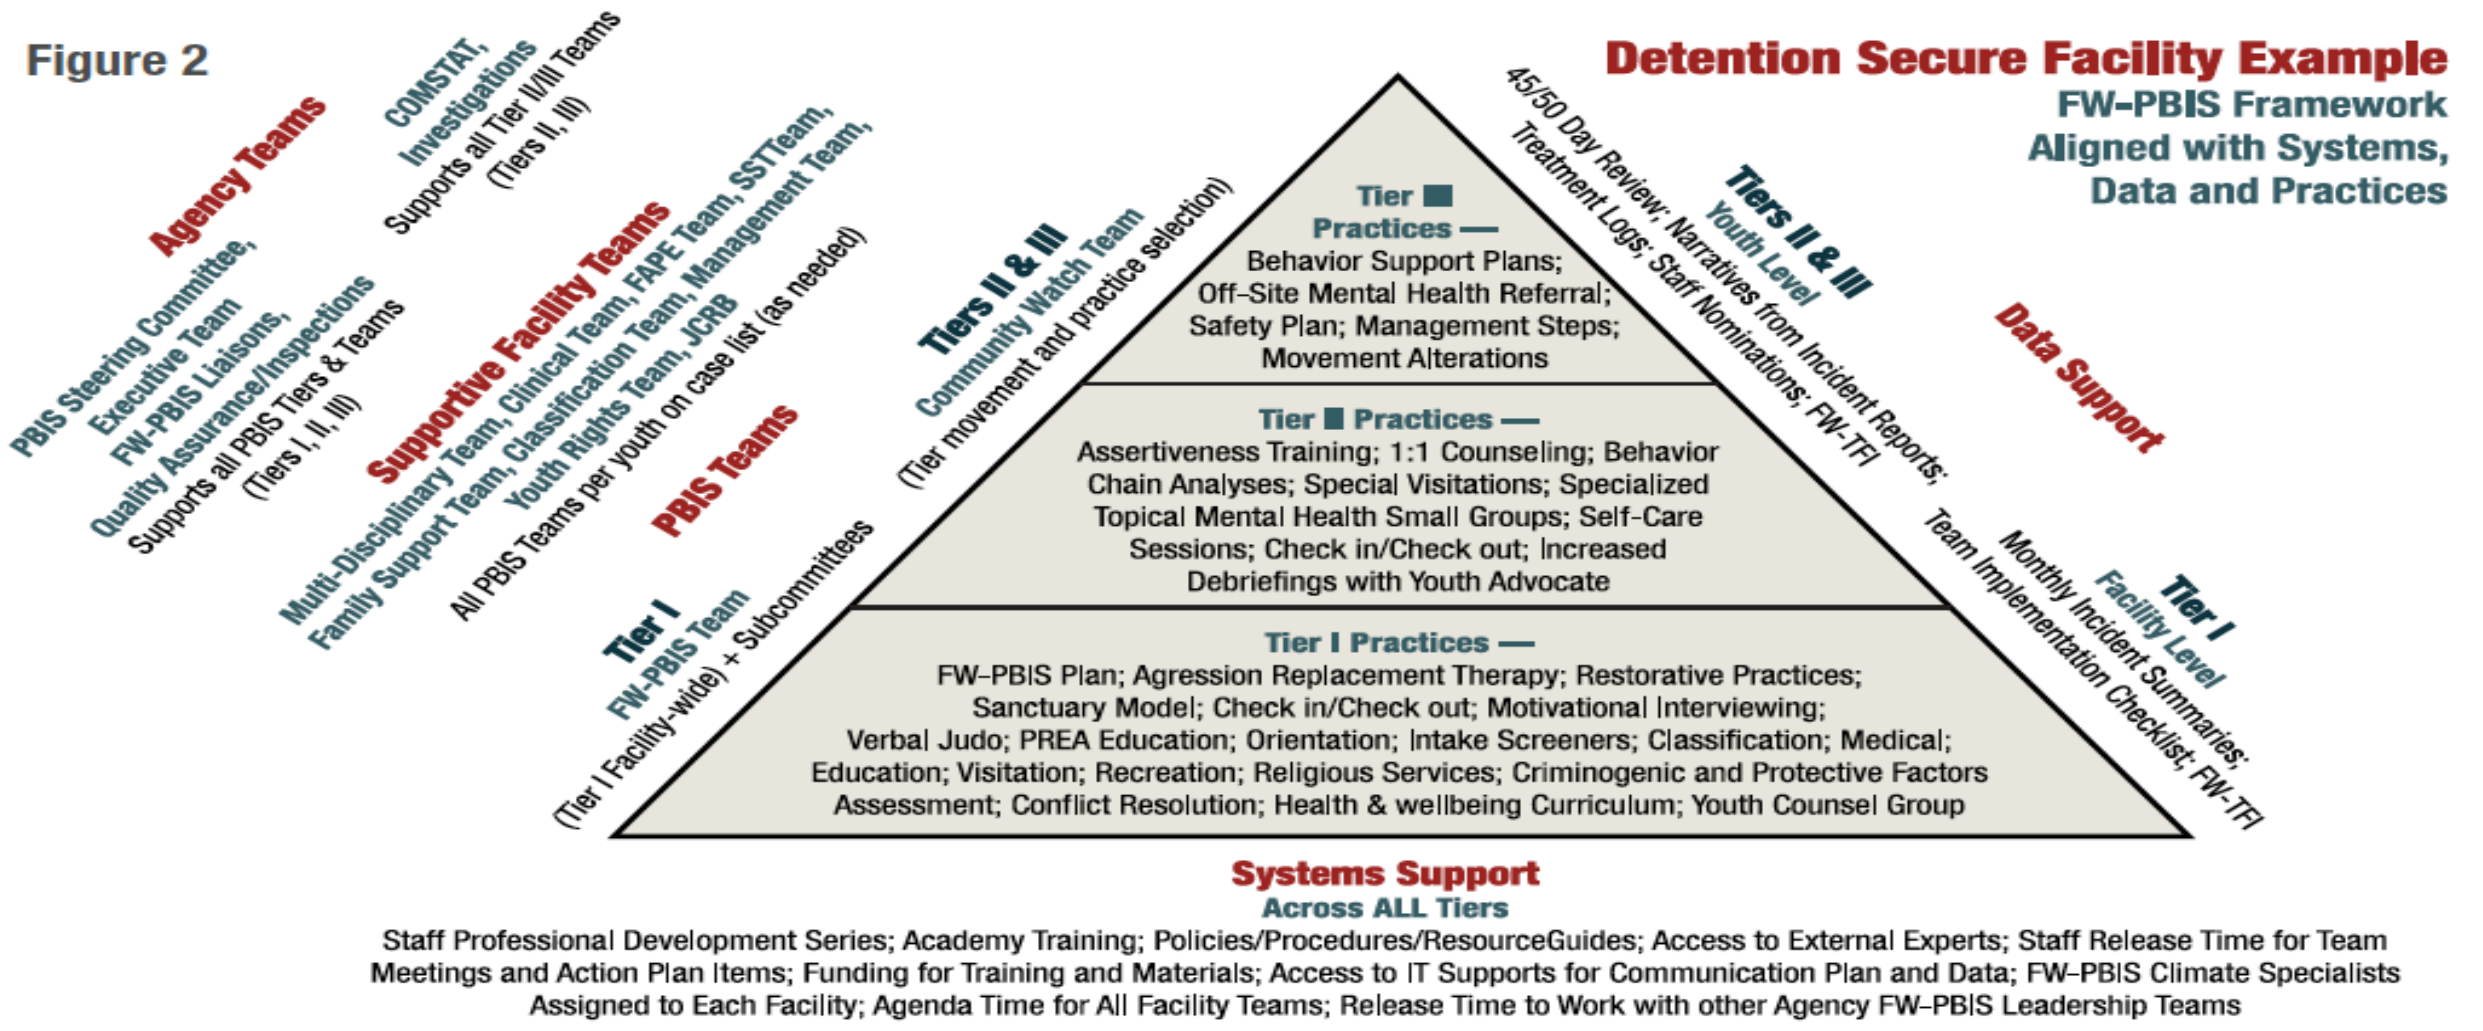 Figure 2
Detention Secure Facility Example
FW–PBIS Framework
Aligned with Systems,
Data and Practices
Agency Teams
COMSTAT,
Investigations
Supports all Tier II/III Teams
(Tiers II, III)
PBIS Steering Committee,
Executive Team
FW-PBIS Liaisons,
Quality Assurance/Inspections
Supports all PBIS Tiers & Teams
(Tiers I, II, III)
Supportive Facility Teams
Multi-Disciplinary Team, Clinical Team, FAPE Team, SSTTeam,
Family Support Team, Classification Team, Management Team,
Youth Rights Team, JCRB
All PBIS Teams per youth on case list (as needed)
PBIS Teams
Tiers II & III
Community Watch Team
(Tier movement and practice selection)
Tier I
FW-PBIS Team
(Tier I Facility-wide) + Subcommittees
Tier III
Practices —
Behavior Support Plans;
Off–Site Mental Health Referral;
Safety Plan; Management Steps;
Movement Alterations
Tier II Practices —
Assertiveness Training; 1:1 Counseling; Behavior
Chain Analyses; Special Visitations; Specialized
Topical Mental Health Small Groups; Self-Care
Sessions; Check in/Check out; Increased
Debriefings with Youth Advocate
Tier I Practices —
FW–PBIS Plan; Agression Replacement Therapy; Restorative Practices;
Sanctuary Model; Check in/Check out; Motivational Interviewing;
Verbal Judo; PREA Education; Orientation; Intake Screeners; Classification; Medical;
Education; Visitation; Recreation; Religious Services; Criminogenic and Protective Factors
Assessment; Conflict Resolution; Health & wellbeing Curriculum; Youth Counsel Group
Data Support
Tiers II & III
Youth Level
45/50 Day Review; Narratives from Incident Reports;
Treatment Logs; Staff Nominations; FW-TFI
Tier I
Facility Level
Monthly Incident Summaries;
Team Implementation Checklist; FW-TFI
Systems Support
Across ALL Tiers
Staff Professional Development Series; Academy Training; Policies/Procedures/ResourceGuides; Access to External Experts; Staff Release Time for Team
Meetings and Action Plan Items; Funding for Training and Materials; Access to IT Supports for Communication Plan and Data; FW–PBIS Climate Specialists
Assigned to Each Facility; Agenda Time for All Facility Teams; Release Time to Work with other Agency FW–PBIS Leadership Teams